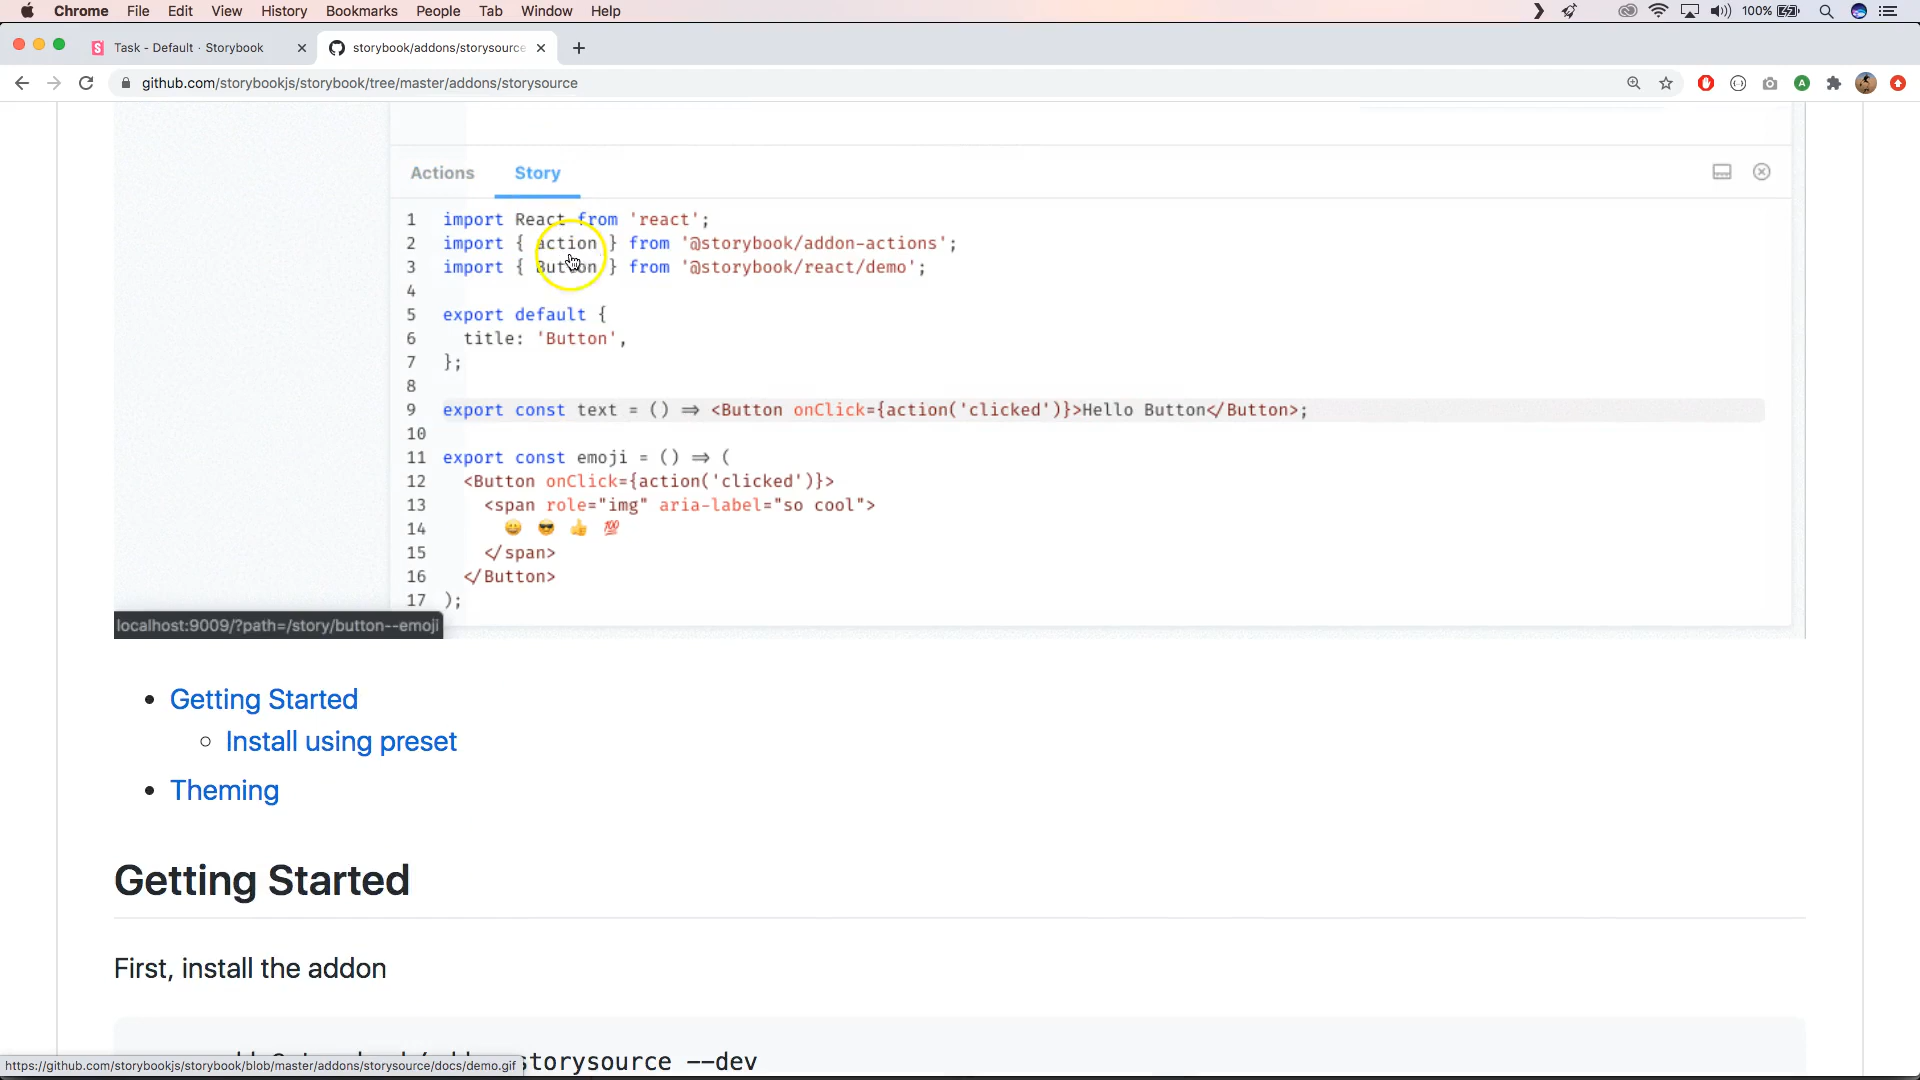 Chrome File Edit View History Bookmarks People Tab Window Help 100%
Task - Default · Storybook storybook/addons/storysource
github.com/storybookjs/storybook/tree/master/addons/storysource
Actions Story
1 import React from 'react';
2 import { action } from '@storybook/addon-actions';
3 import { Button } from '@storybook/react/demo';
4
5 export default {
6 title: 'Button',
7 };
8
9 export const text = () => <Button onClick={action('clicked')}>Hello Button</Button>;
10
11 export const emoji = () => (
12 <Button onClick={action('clicked')}>
13 <span role="img" aria-label="so cool">
14 😀 😎 👍 💯
15 </span>
16 </Button>
17 );
localhost:9009/?path=/story/button--emoji
• Getting Started
○ Install using preset
• Theming
Getting Started
First, install the addon
storysource --dev
https://github.com/storybookjs/storybook/blob/master/addons/storysource/docs/demo.gif